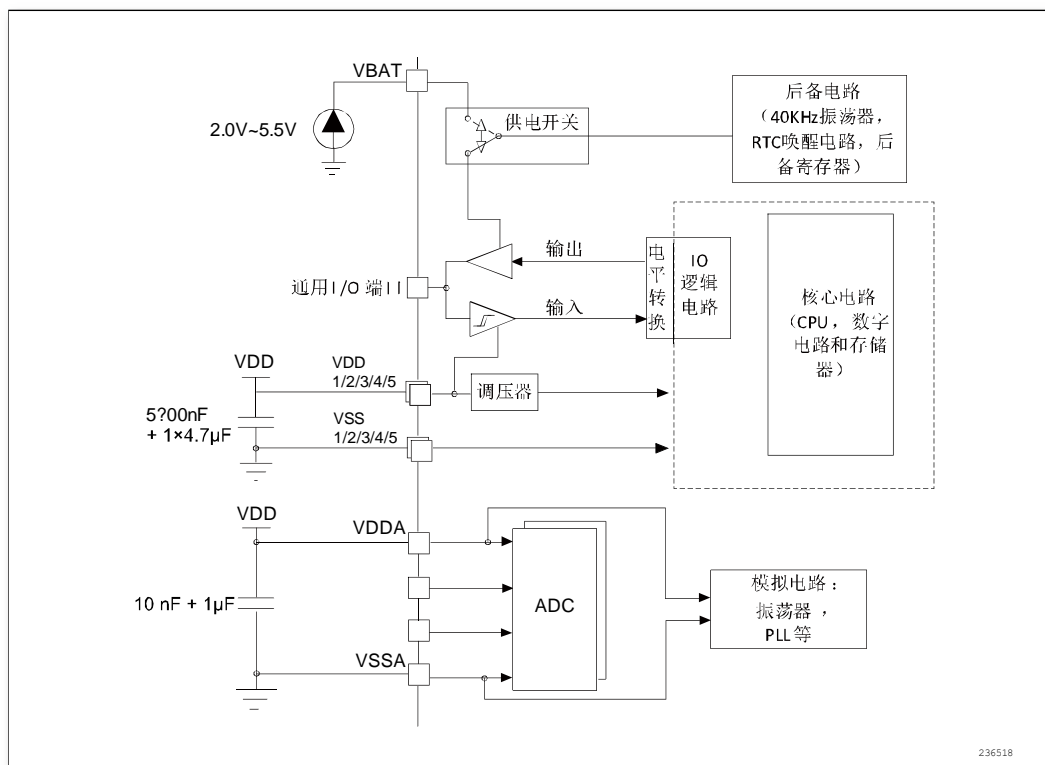 VBAT
2.0V~5.5V
供电开关
后备电路
(40KHz振荡器,
RTC唤醒电路, 后
备寄存器)
输出
电平转换
IO
逻辑
电路
通用I/O 端口
输入
核心电路
(CPU, 数字
电路和存储
器)
VDD
VDD
1/2/3/4/5
调压器
5?00nF
+ 1×4.7µF
VSS
1/2/3/4/5
VDD
VDDA
10 nF + 1µF
ADC
模拟电路:
振荡器 ,
PLL等
VSSA
236518